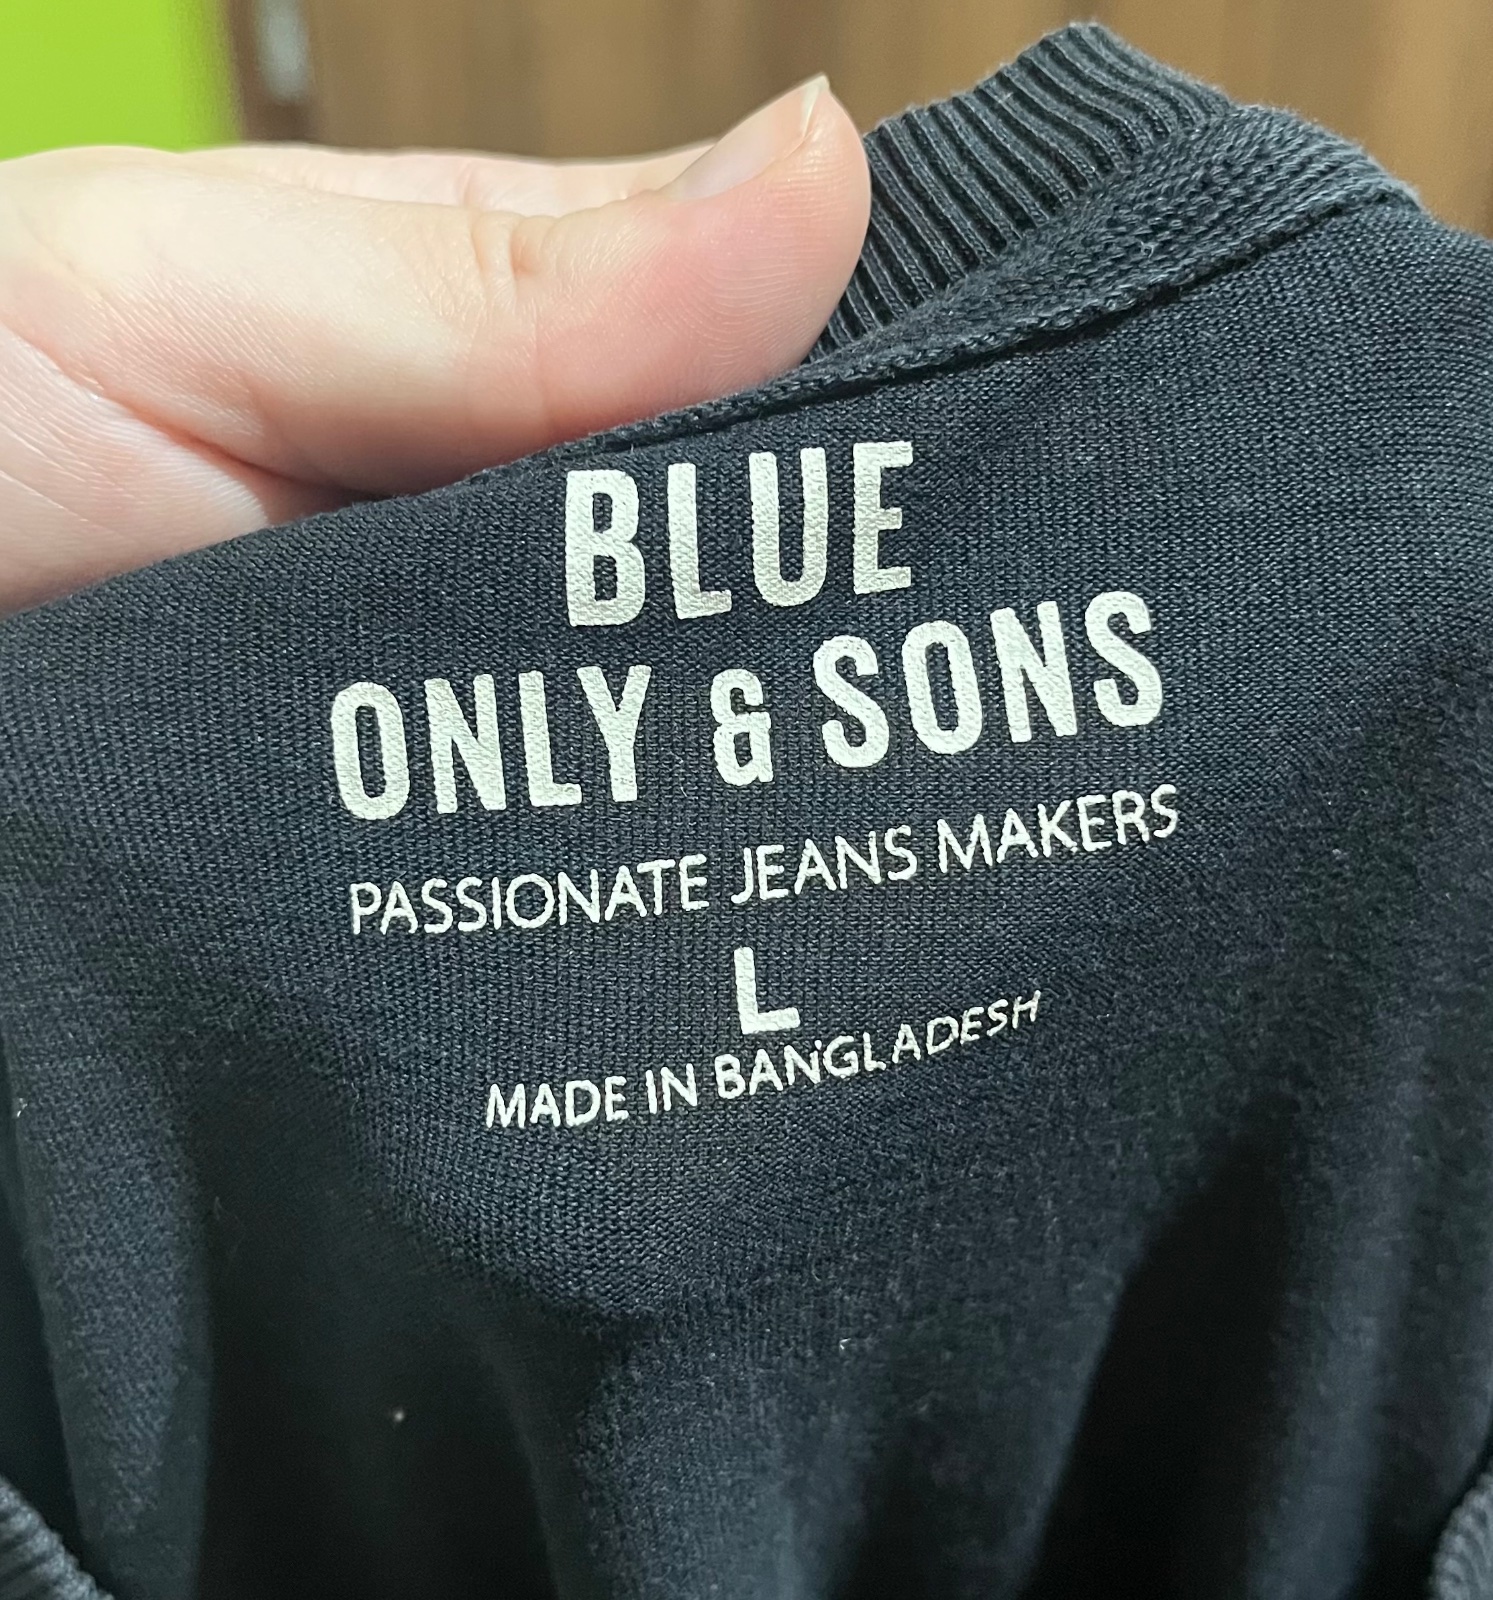 BLUE
ONLY & SONS
PASSIONATE JEANS MAKERS
L
MADE IN BANGLADESH